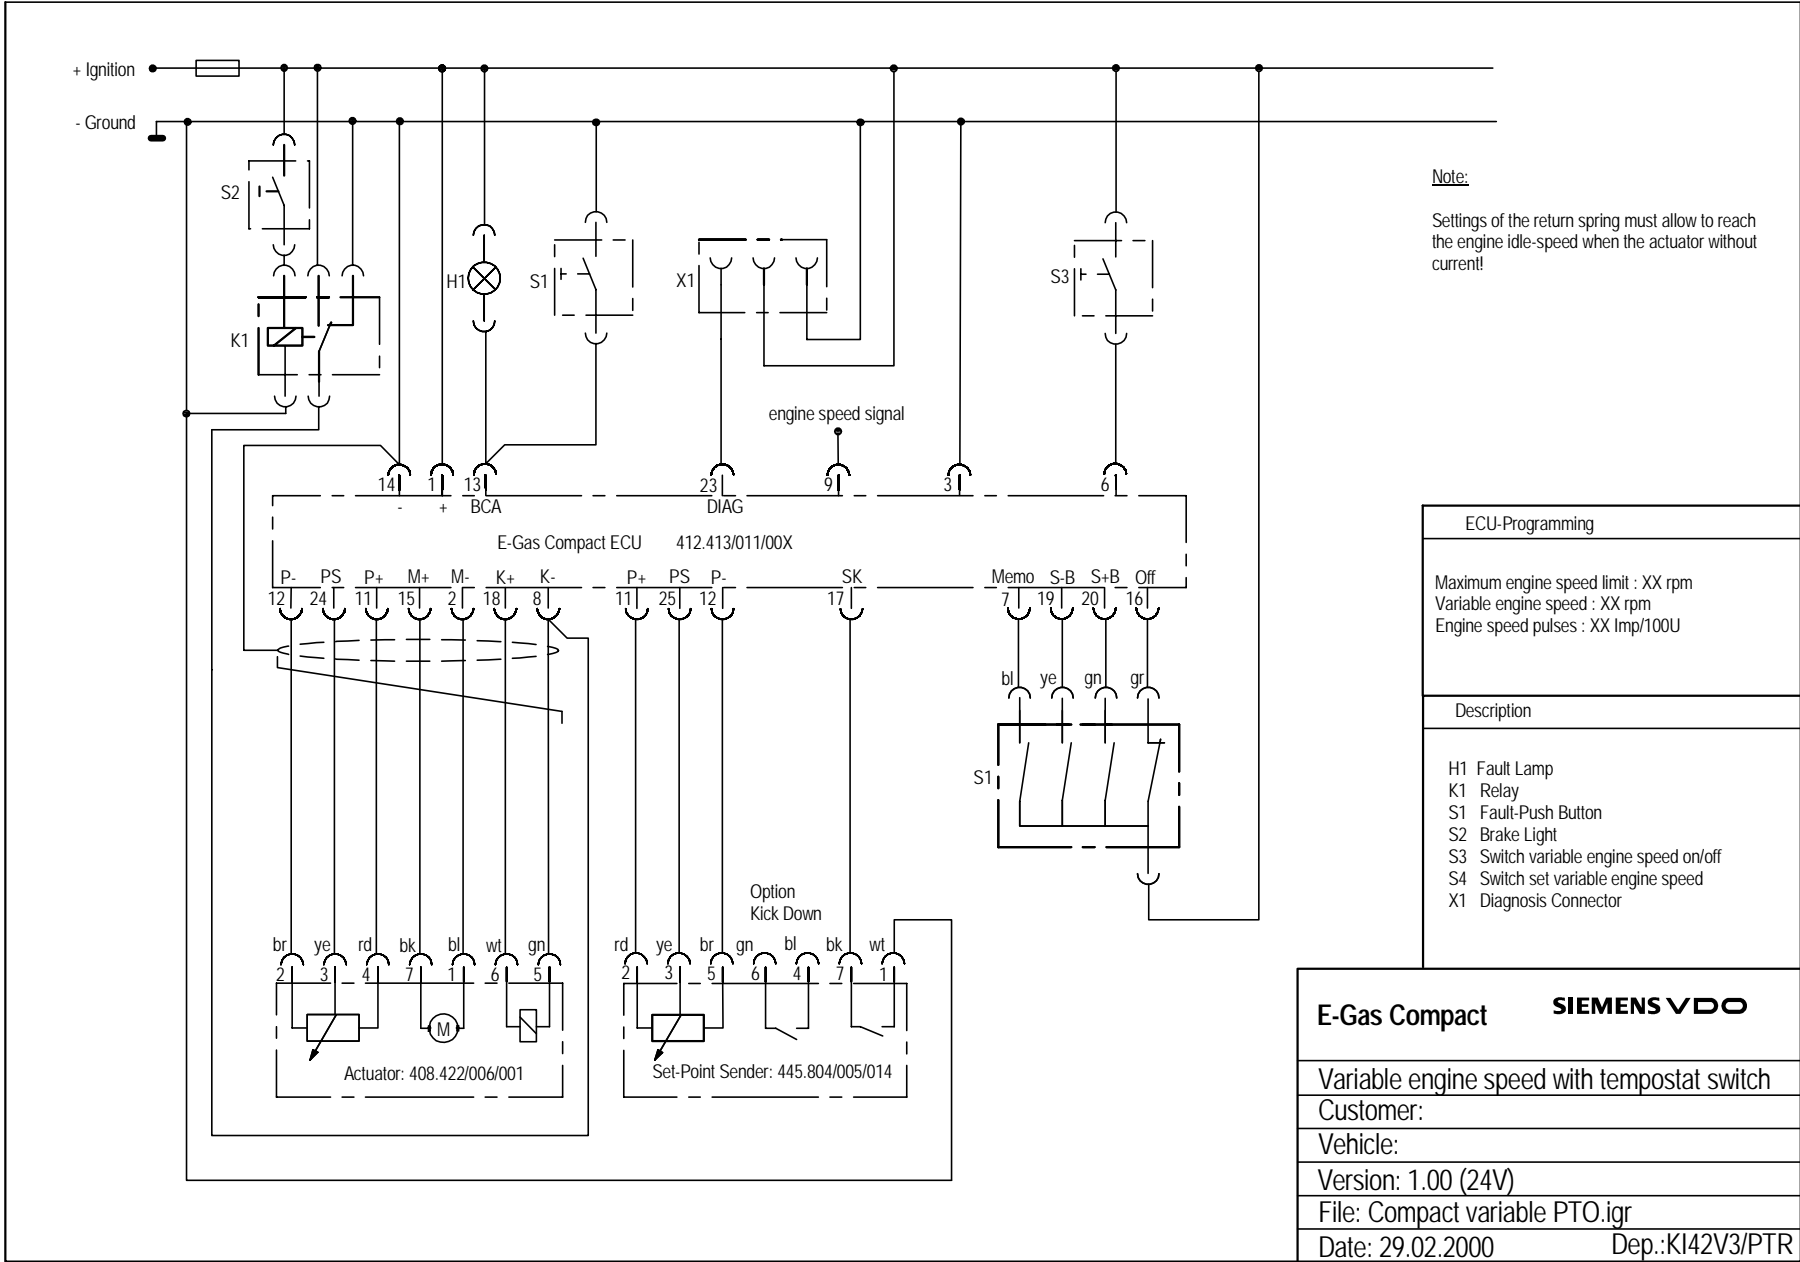 + Ignition
- Ground
S2
K1
H1
S1
X1
S3
Note:
Settings of the return spring must allow to reach
the engine idle-speed when the actuator without
current!
engine speed signal
14 1 13 23 9 3 6
- + BCA DIAG
E-Gas Compact ECU 412.413/011/00X
P- PS P+ M+ M- K+ K- P+ PS P- SK Memo S-B S+B Off
12 24 11 15 2 18 8 11 25 12 17 7 19 20 16
bl ye gn gr
S1
Option
Kick Down
br ye rd bk bl wt gn rd ye br gn bl bk wt
2 3 4 7 1 6 5 2 3 5 6 4 7 1
M
Actuator: 408.422/006/001
Set-Point Sender: 445.804/005/014
ECU-Programming
Maximum engine speed limit : XX rpm
Variable engine speed : XX rpm
Engine speed pulses : XX Imp/100U
Description
H1 Fault Lamp
K1 Relay
S1 Fault-Push Button
S2 Brake Light
S3 Switch variable engine speed on/off
S4 Switch set variable engine speed
X1 Diagnosis Connector
E-Gas Compact SIEMENS VDO
Variable engine speed with tempostat switch
Customer:
Vehicle:
Version: 1.00 (24V)
File: Compact variable PTO.igr
Date: 29.02.2000 Dep.:KI42V3/PTR